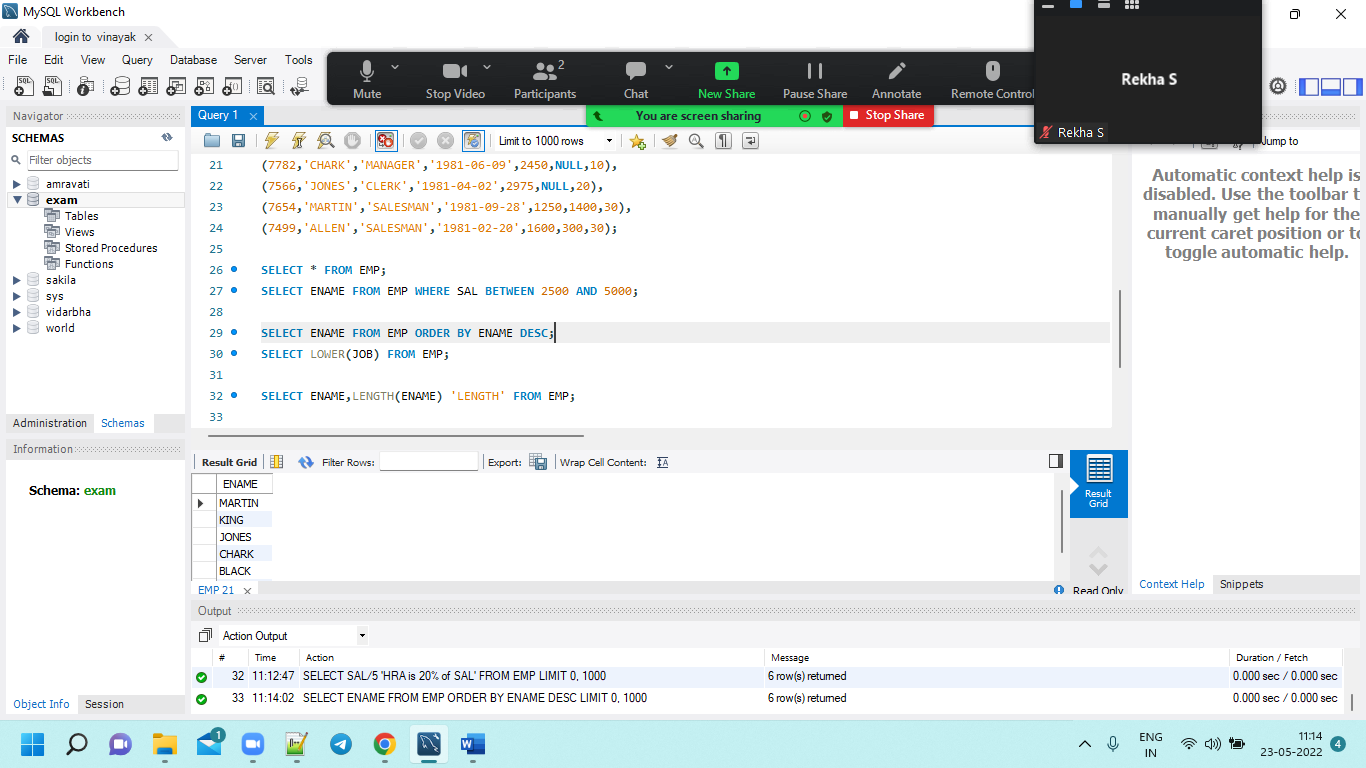 MySQL Workbench
login to vinayak
File Edit View Query Database Server Tools
Mute Stop Video Participants 2 Chat New Share Pause Share Annotate Remote Control
Rekha S
Rekha S
You are screen sharing Stop Share
Navigator
SCHEMAS
Filter objects
amravati
exam
Tables
Views
Stored Procedures
Functions
sakila
sys
vidarbha
world
Administration Schemas
Information
Schema: exam
Object Info Session
Query 1
Limit to 1000 rows
21 (7782,'CHARK','MANAGER','1981-06-09',2450,NULL,10),
22 (7566,'JONES','CLERK','1981-04-02',2975,NULL,20),
23 (7654,'MARTIN','SALESMAN','1981-09-28',1250,1400,30),
24 (7499,'ALLEN','SALESMAN','1981-02-20',1600,300,30);
25
26 SELECT * FROM EMP;
27 SELECT ENAME FROM EMP WHERE SAL BETWEEN 2500 AND 5000;
28
29 SELECT ENAME FROM EMP ORDER BY ENAME DESC;
30 SELECT LOWER(JOB) FROM EMP;
31
32 SELECT ENAME,LENGTH(ENAME) 'LENGTH' FROM EMP;
33
Result Grid Filter Rows: Export: Wrap Cell Content:
ENAME
MARTIN
KING
JONES
CHARK
BLACK
Result
Grid
EMP 21
Read Only
Jump to
Automatic context help is
disabled. Use the toolbar t
manually get help for the
current caret position or to
toggle automatic help.
Context Help Snippets
Output
Action Output
# Time Action Message Duration / Fetch
32 11:12:47 SELECT SAL/5 'HRA is 20% of SAL' FROM EMP LIMIT 0, 1000 6 row(s) returned 0.000 sec / 0.000 sec
33 11:14:02 SELECT ENAME FROM EMP ORDER BY ENAME DESC LIMIT 0, 1000 6 row(s) returned 0.000 sec / 0.000 sec
1
ENG
IN
11:14
23-05-2022
4